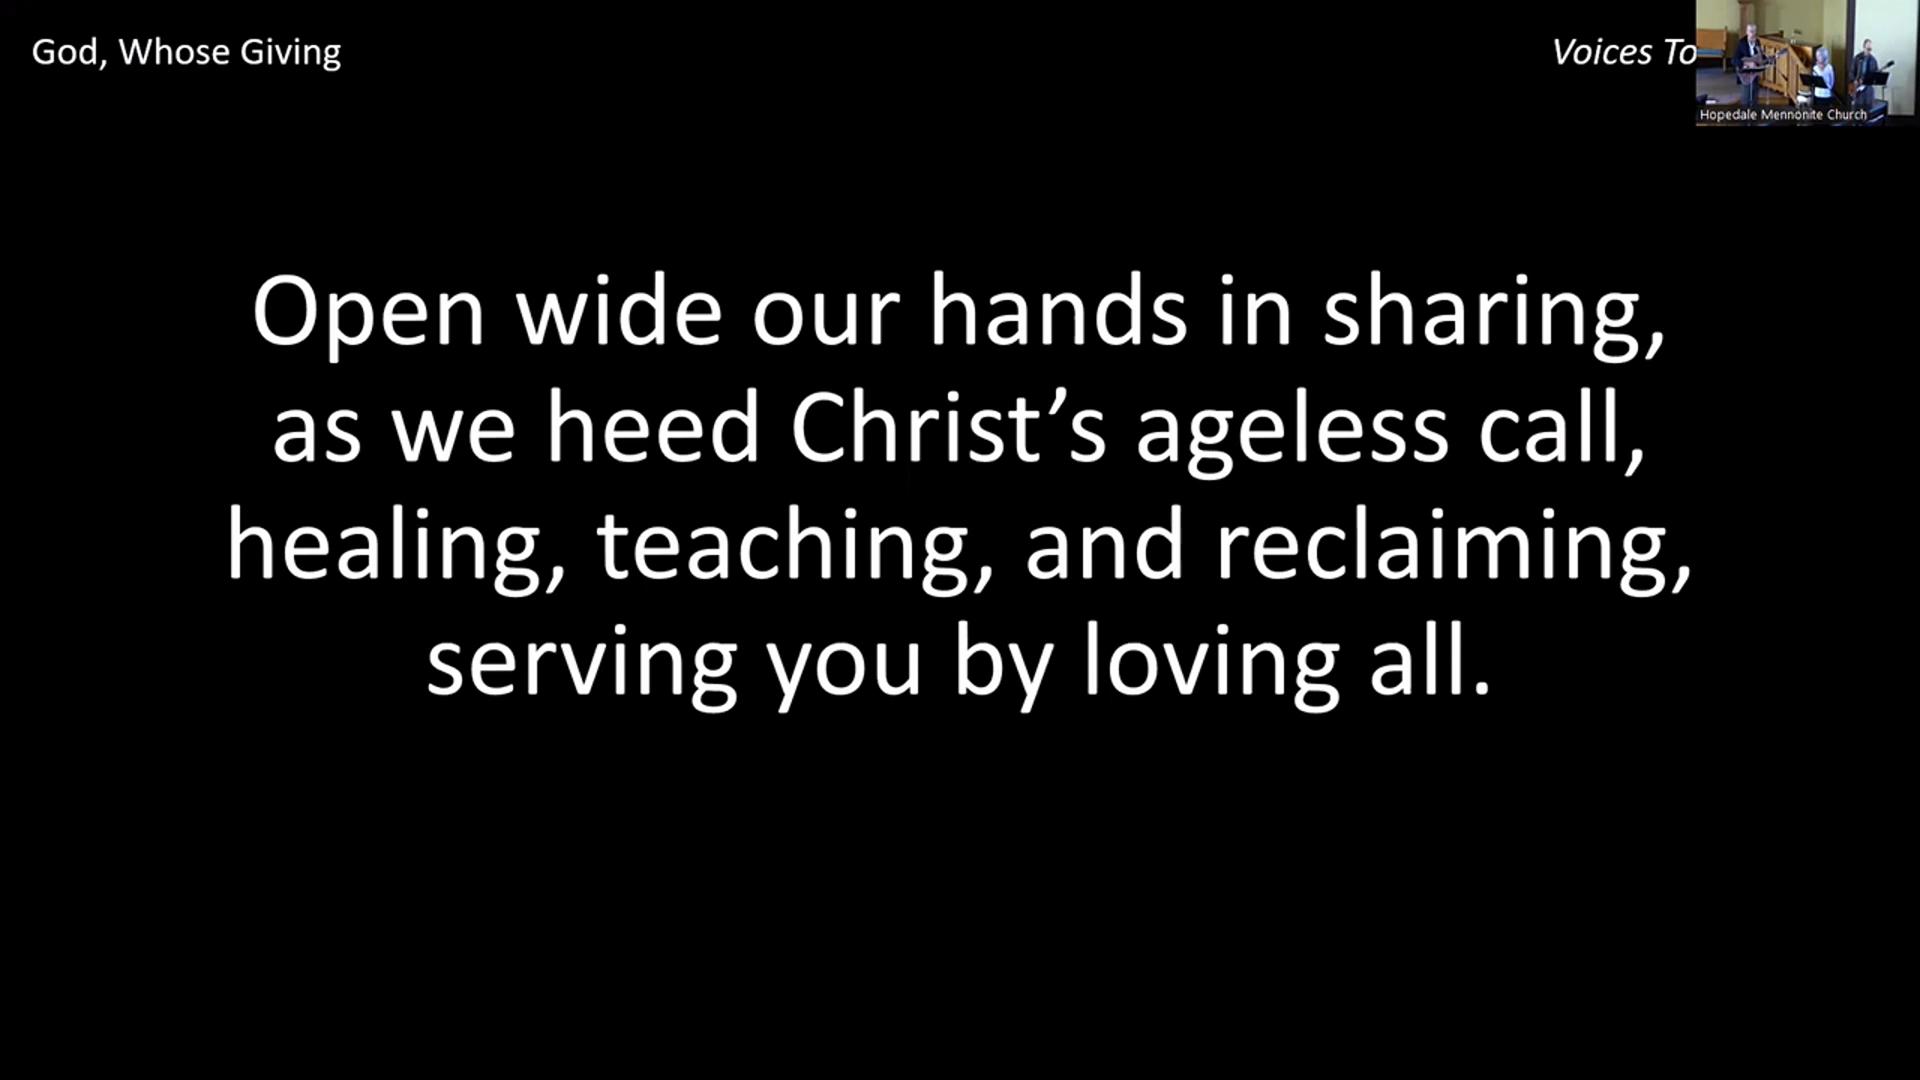 God, Whose Giving
Voices To
Hopedale Mennonite Church
Open wide our hands in sharing,
as we heed Christ’s ageless call,
healing, teaching, and reclaiming,
serving you by loving all.